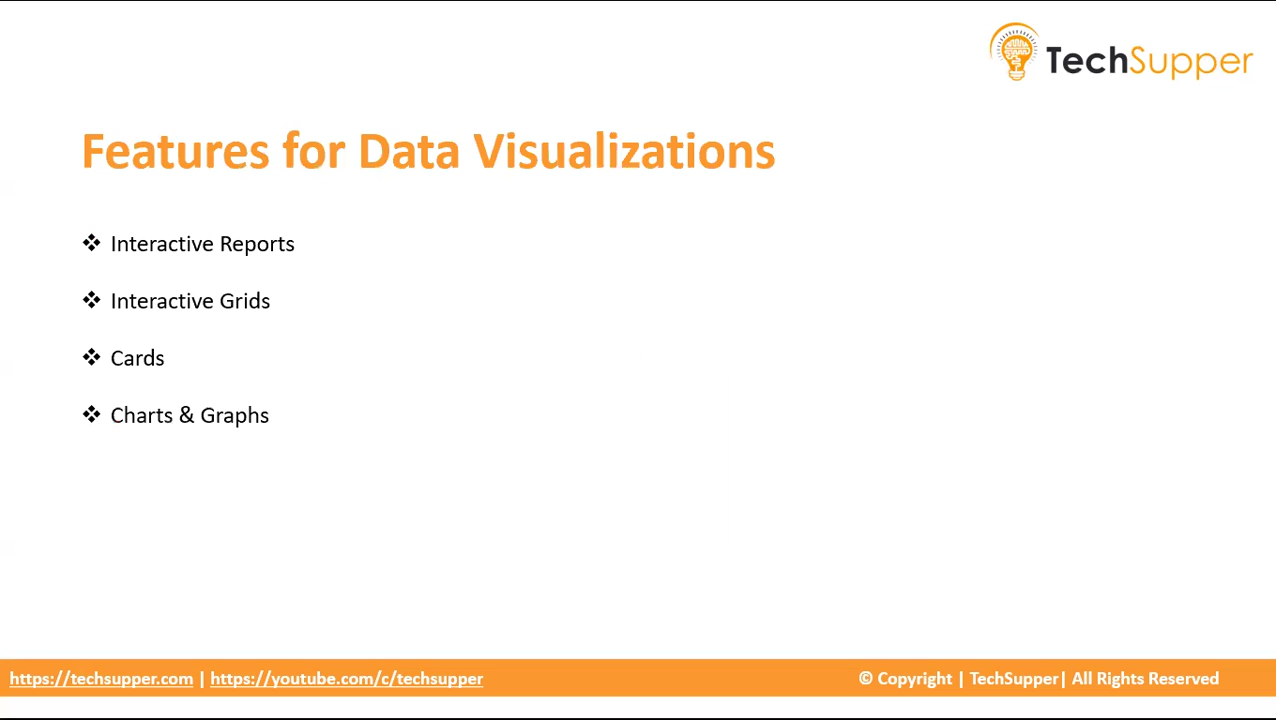 TechSupper
Features for Data Visualizations
❖ Interactive Reports
❖ Interactive Grids
❖ Cards
❖ Charts & Graphs
https://techsupper.com | https://youtube.com/c/techsupper
© Copyright | TechSupper| All Rights Reserved